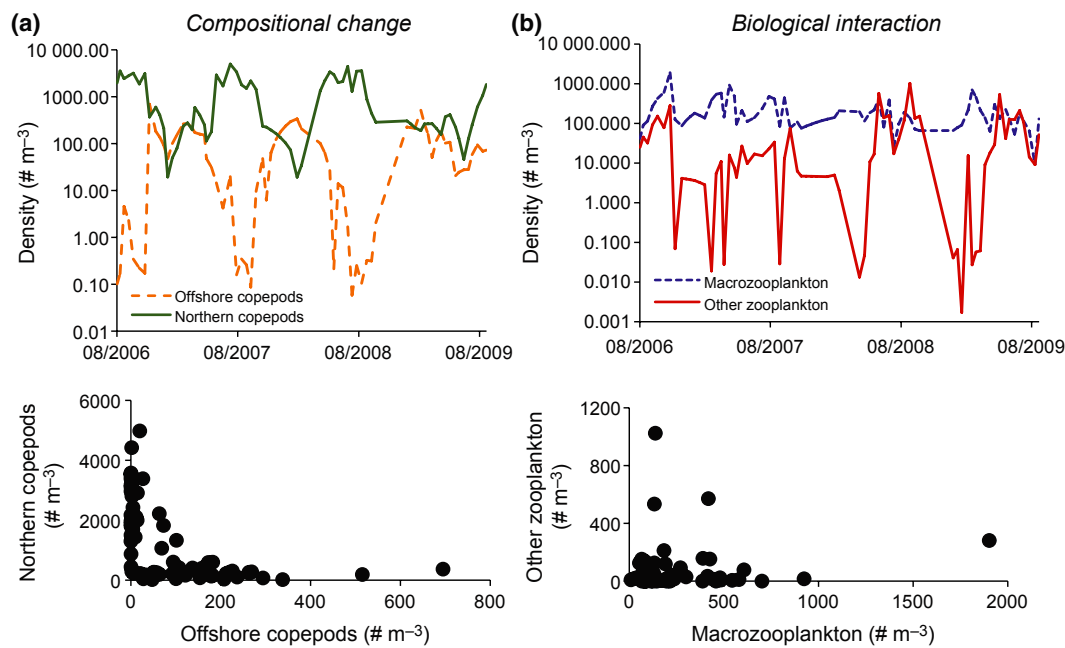 (a)
Compositional change
10 000.00
1000.00
100.00
10.00
1.00
0.10
0.01
Density (# m⁻³)
Offshore copepods
Northern copepods
08/2006
08/2007
08/2008
08/2009
(b)
Biological interaction
10 000.000
1000.000
100.000
10.000
1.000
0.100
0.010
0.001
Density (# m⁻³)
Macrozooplankton
Other zooplankton
08/2006
08/2007
08/2008
08/2009
6000
4000
2000
0
Northern copepods
(# m⁻³)
0
200
400
600
800
Offshore copepods (# m⁻³)
1200
800
400
0
Other zooplankton
(# m⁻³)
0
500
1000
1500
2000
Macrozooplankton (# m⁻³)